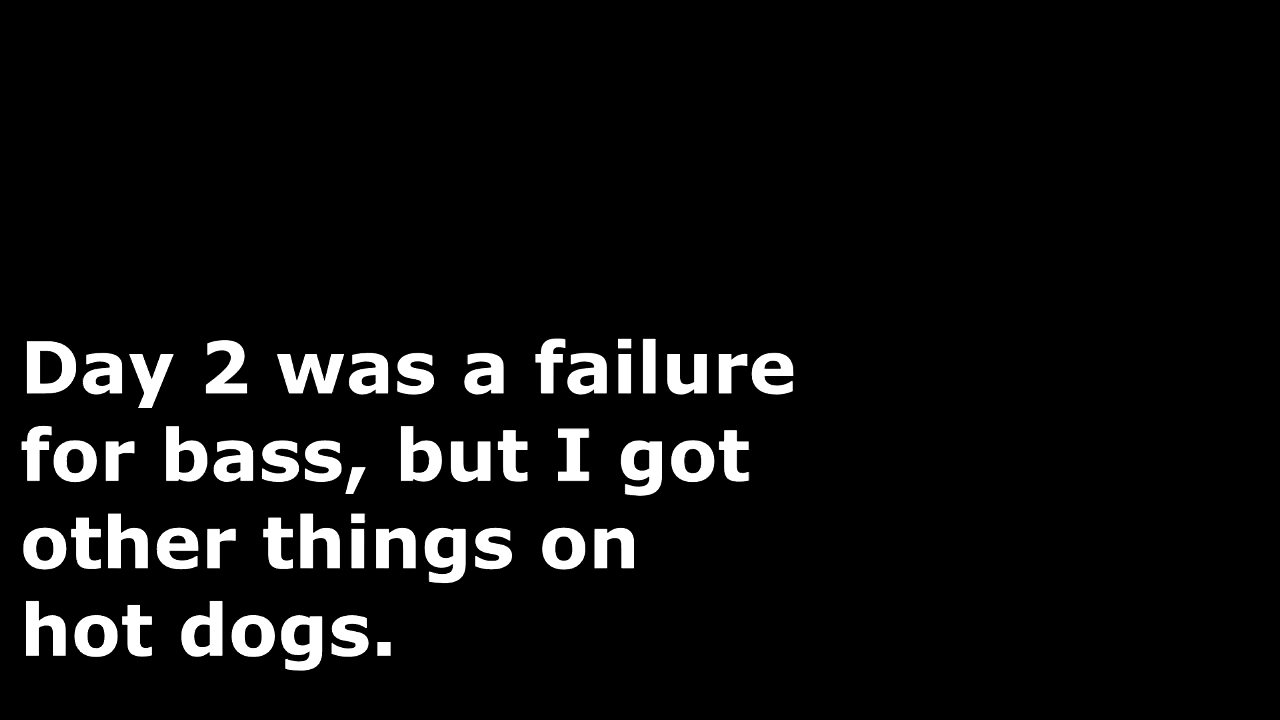 Day 2 was a failure
for bass, but I got
other things on
hot dogs.